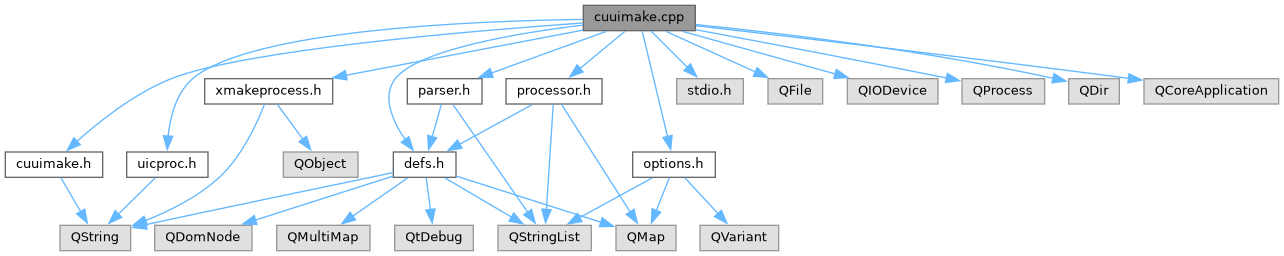 cuuimake.cpp
xmakeprocess.h
parser.h
processor.h
stdio.h
QFile
QIODevice
QProcess
QDir
QCoreApplication
cuuimake.h
uicproc.h
QObject
defs.h
options.h
QString
QDomNode
QMultiMap
QtDebug
QStringList
QMap
QVariant